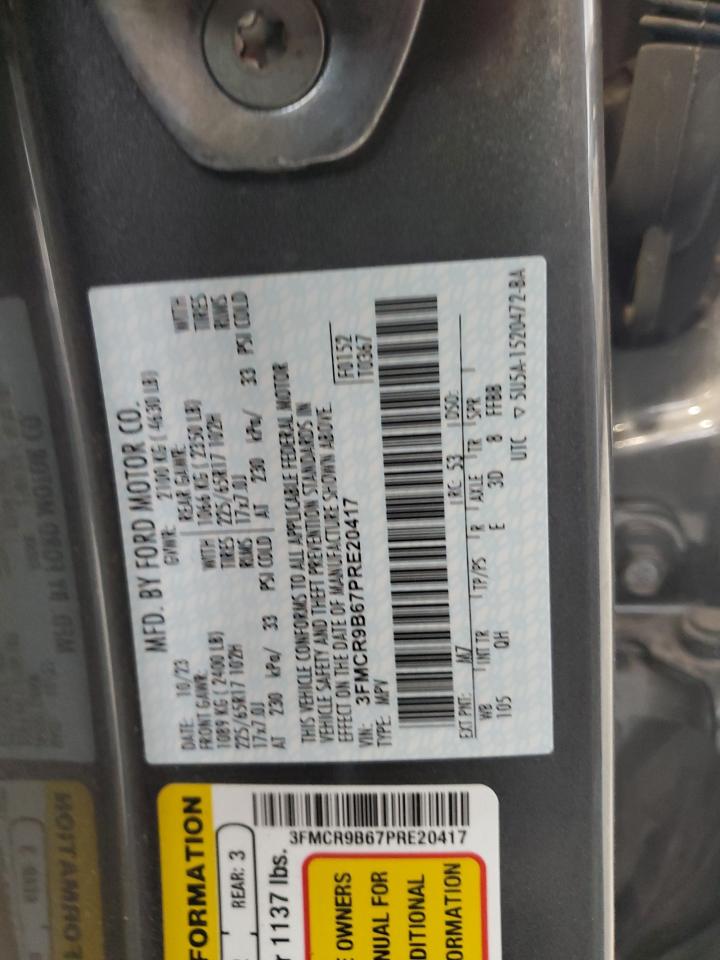 MFD. BY FORD MOTOR CO.
DATE: 10/23 GVWR: 2100 KG ( 4630 LB)
FRONT GAWR: REAR GAWR:
1089 KG ( 2400 LB) WITH 1066 KG ( 2350 LB) WITH
225/65R17 102H TIRES 225/65R17 102H TIRES
17x7.0J RIMS 17x7.0J RIMS
AT 230 kPa/ 33 PSI COLD AT 230 kPa/ 33 PSI COLD
THIS VEHICLE CONFORMS TO ALL APPLICABLE FEDERAL MOTOR
VEHICLE SAFETY AND THEFT PREVENTION STANDARDS IN
EFFECT ON THE DATE OF MANUFACTURE SHOWN ABOVE.
VIN: 3FMCR9B67PRE20417 F0152
TYPE: MPV T0367
EXT PNT: M7 RC: 53 DSO:
WB INT TR TP/PS R AXLE TR SPR
105 QH E 3D 8 FFBB
UTC ▽ 5U5A-1520472-BA
FORMATION
REAR: 3
1137 lbs.
3FMCR9B67PRE20417
OWNERS
NUAL FOR
DITIONAL
ORMATION